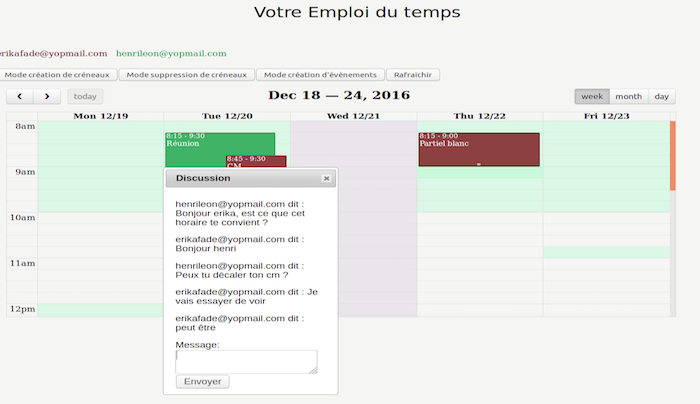 Votre Emploi du temps
erikafade@yopmail.com henrileon@yopmail.com
Mode création de créneaux Mode suppression de créneaux Mode création d'évènements Rafraichir
today Dec 18 — 24, 2016 week month day
Mon 12/19 Tue 12/20 Wed 12/21 Thu 12/22 Fri 12/23
8am
8:15 - 9:30
Réunion
8:45 - 9:30
CM
8:15 - 9:00
Partiel blanc
9am
10am
11am
12pm
Discussion
henrileon@yopmail.com dit :
Bonjour erika, est ce que cet
horaire te convient ?
erikafade@yopmail.com dit :
Bonjour henri
henrileon@yopmail.com dit :
Peux tu décaler ton cm ?
erikafade@yopmail.com dit : Je
vais essayer de voir
erikafade@yopmail.com dit :
peut être
Message:
Envoyer